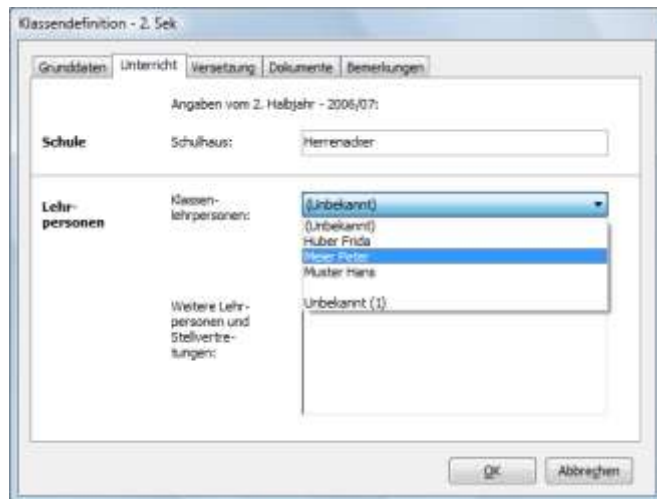 Klassendefinition - 2. Sek
Grunddaten Unterricht Versetzung Dokumente Bemerkungen
Angaben vom 2. Halbjahr - 2006/07:
Schule Schulhaus: Herrenacker
Lehr-
personen
Klassen-
lehrpersonen:
(Unbekannt)
(Unbekannt)
Huber Frida
Meier Peter
Muster Hans
Unbekannt (1)
Weitere Lehr-
personen und
Stellvertre-
tungen:
OK Abbrechen